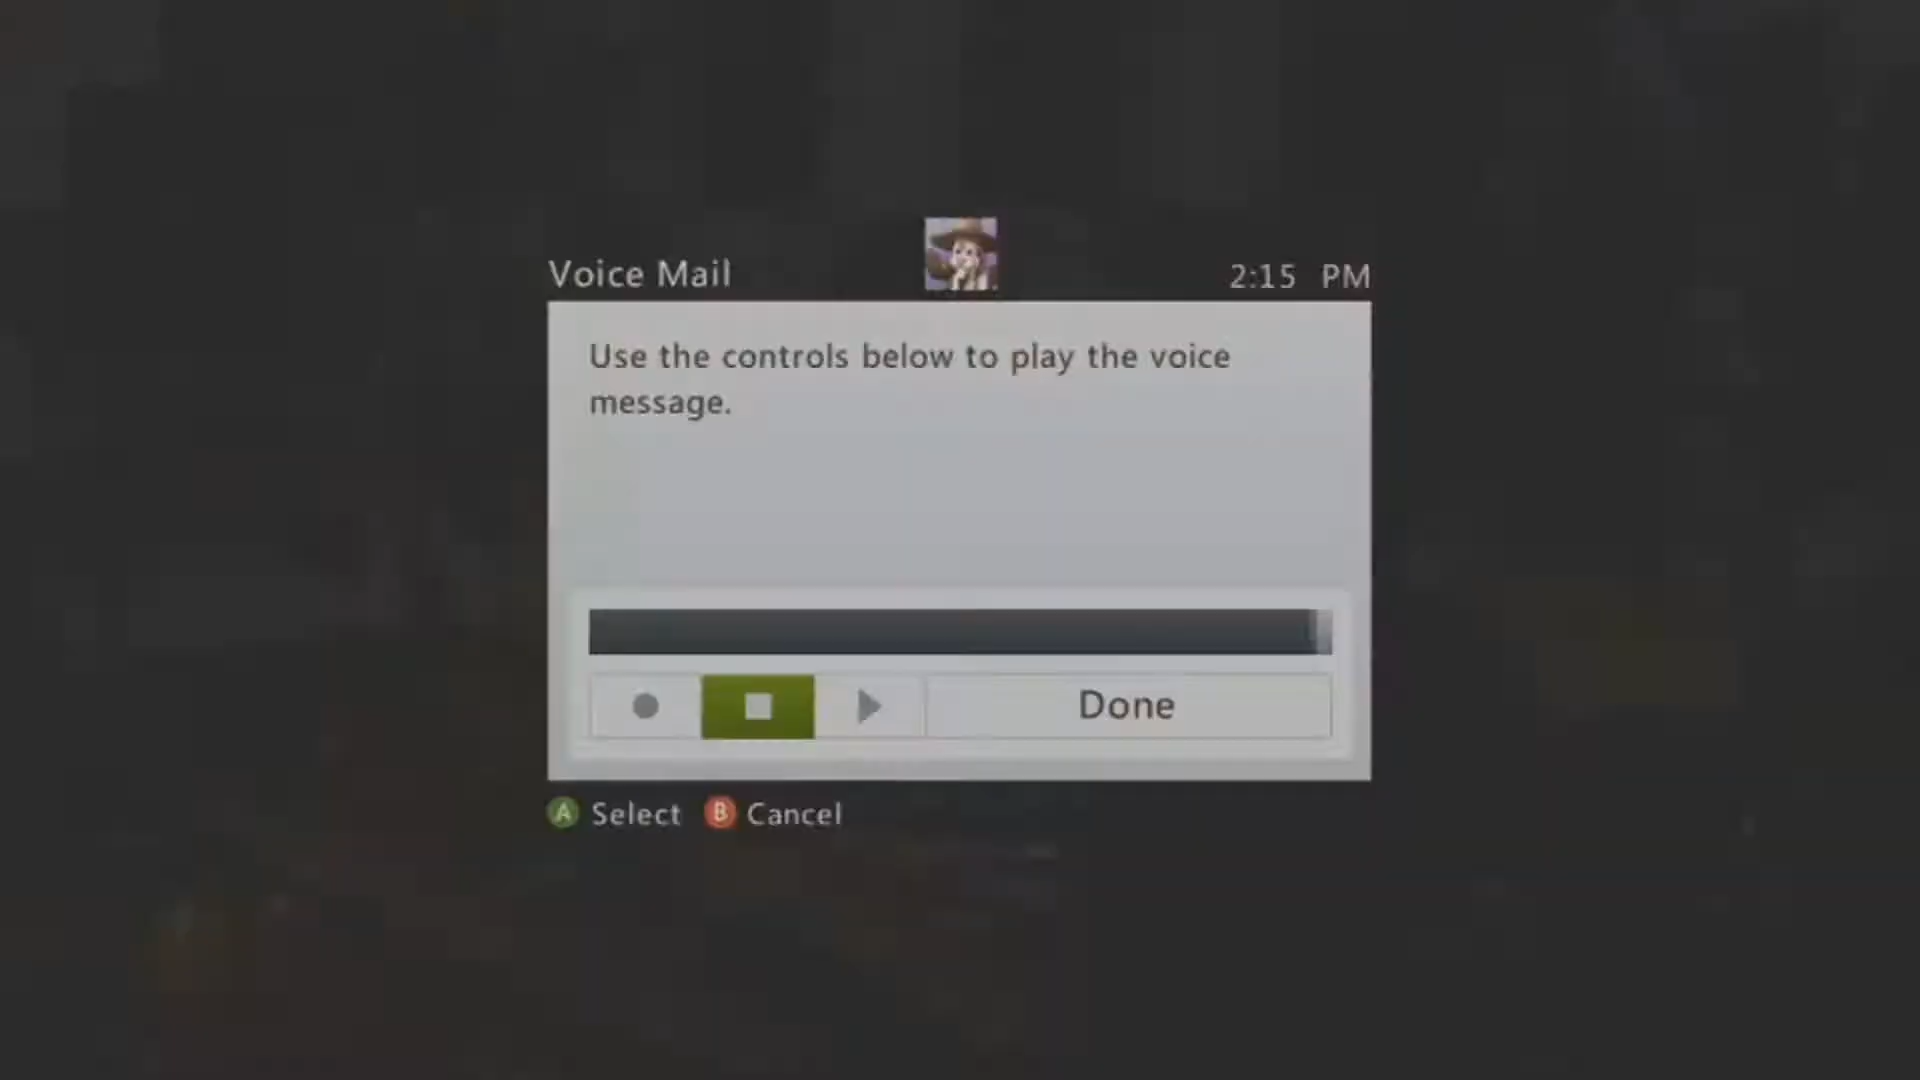 Voice Mail
2:15 PM
Use the controls below to play the voice
message.
Done
A Select B Cancel